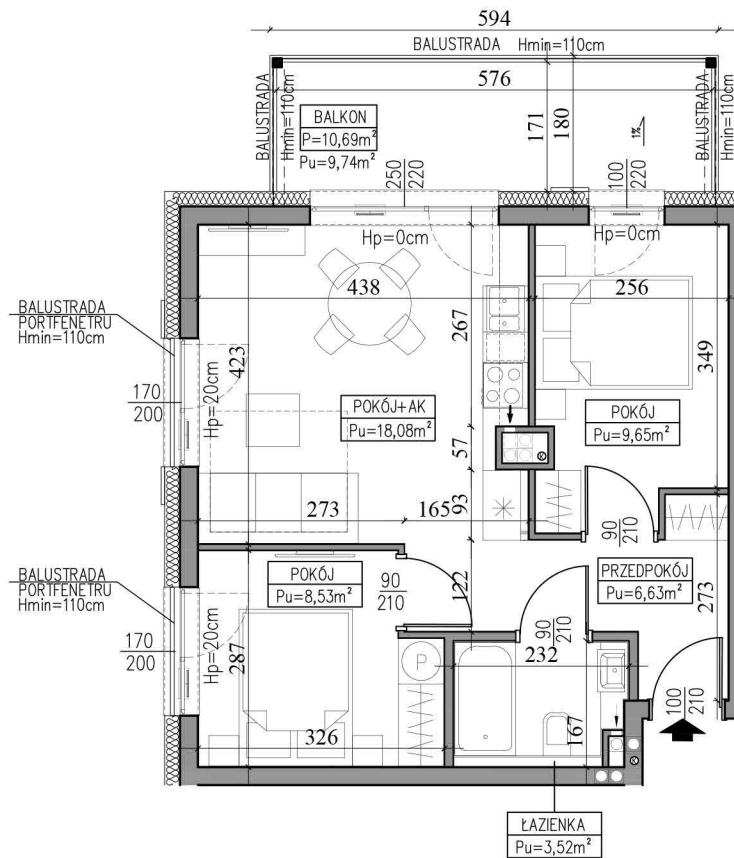 594
BALUSTRADA Hmin=110cm
576
BALUSTRADA
Hmin=110cm
BALKON
P=10,69m²
Pu=9,74m²
171
180
1%
BALUSTRADA
Hmin=110cm
250
220
100
220
Hp=0cm
Hp=0cm
438
256
267
349
BALUSTRADA
PORTFENETRU
Hmin=110cm
423
Hp=20cm
170
200
POKÓJ+AK
Pu=18,08m²
POKÓJ
Pu=9,65m²
57
K
273
165
93
90
210
BALUSTRADA
PORTFENETRU
Hmin=110cm
POKÓJ
Pu=8,53m²
90
210
122
PRZEDPOKÓJ
Pu=6,63m²
273
170
200
Hp=20cm
287
P
232
90
210
326
167
100
210
K
ŁAZIENKA
Pu=3,52m²